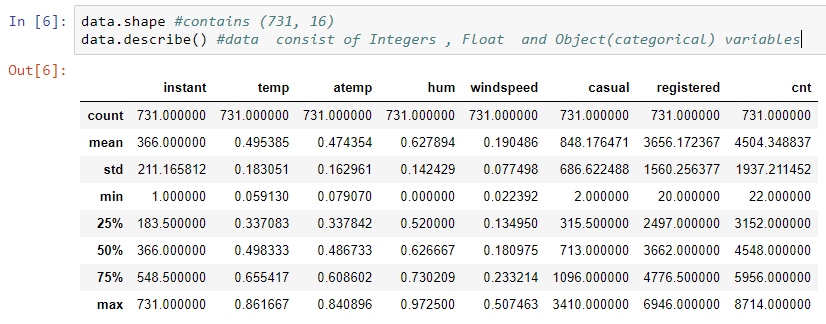 In [6]: data.shape #contains (731, 16)
data.describe() #data  consist of Integers , Float  and Object(categorical) variables
Out[6]:
instant temp atemp hum windspeed casual registered cnt
count 731.000000 731.000000 731.000000 731.000000 731.000000 731.000000 731.000000 731.000000
mean 366.000000 0.495385 0.474354 0.627894 0.190486 848.176471 3656.172367 4504.348837
std 211.165812 0.183051 0.162961 0.142429 0.077498 686.622488 1560.256377 1937.211452
min 1.000000 0.059130 0.079070 0.000000 0.022392 2.000000 20.000000 22.000000
25% 183.500000 0.337083 0.337842 0.520000 0.134950 315.500000 2497.000000 3152.000000
50% 366.000000 0.498333 0.486733 0.626667 0.180975 713.000000 3662.000000 4548.000000
75% 548.500000 0.655417 0.608602 0.730209 0.233214 1096.000000 4776.500000 5956.000000
max 731.000000 0.861667 0.840896 0.972500 0.507463 3410.000000 6946.000000 8714.000000